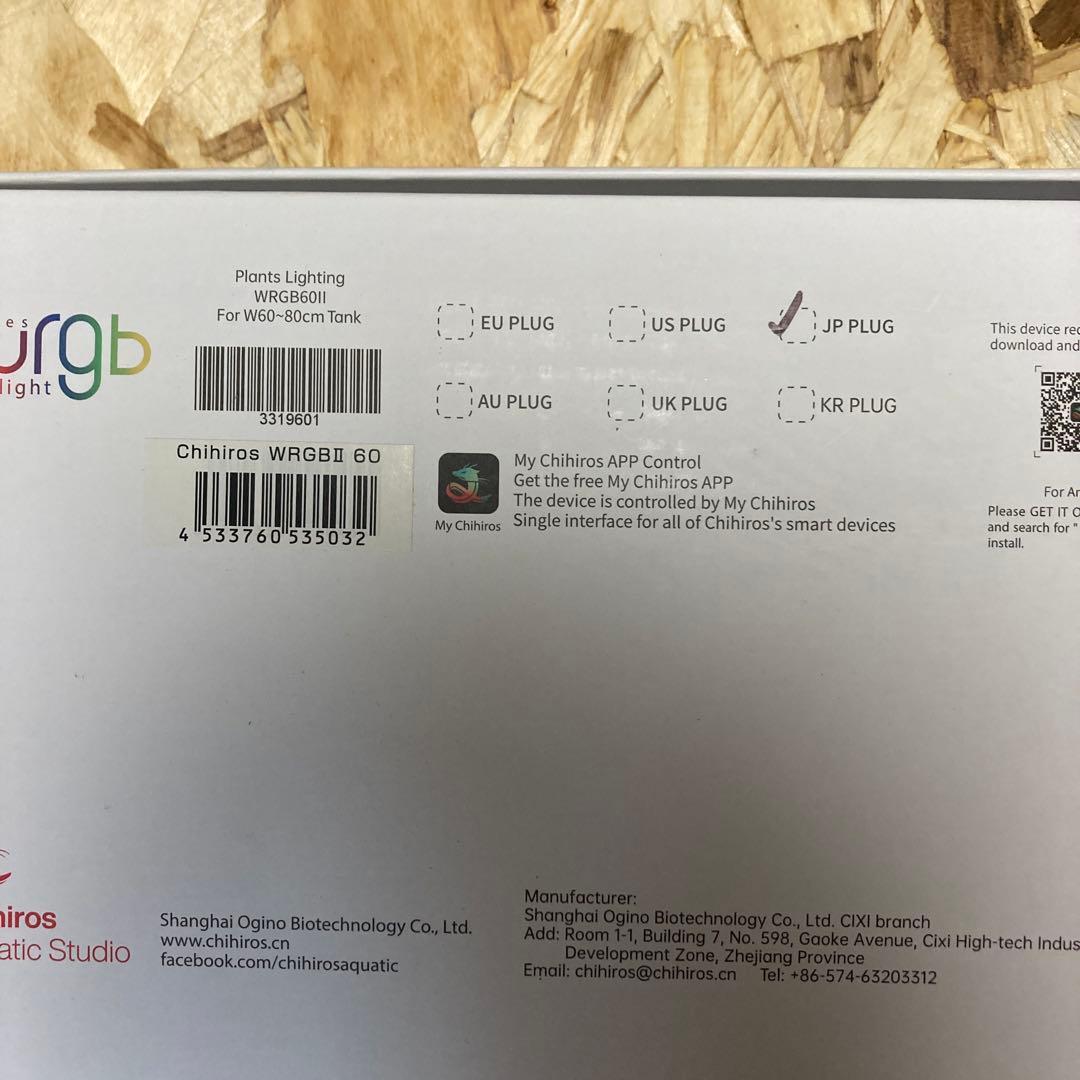 es
urgb
light
Plants Lighting
WRGB60II
For W60~80cm Tank
3319601
Chihiros WRGBⅡ 60
4 533760 535032
EU PLUG
US PLUG
JP PLUG
AU PLUG
UK PLUG
KR PLUG
My Chihiros
My Chihiros APP Control
Get the free My Chihiros APP
The device is controlled by My Chihiros
Single interface for all of Chihiros's smart devices
This device
download and
For
Please GET IT
and search for "
install.
hiros
atic Studio
Shanghai Ogino Biotechnology Co., Ltd.
www.chihiros.cn
facebook.com/chihirosaquatic
Manufacturer:
Shanghai Ogino Biotechnology Co., Ltd. CIXI branch
Add: Room 1-1, Building 7, No. 598, Gaoke Avenue, Cixi High-tech Indus
Development Zone, Zhejiang Province
Email: chihiros@chihiros.cn Tel: +86-574-63203312